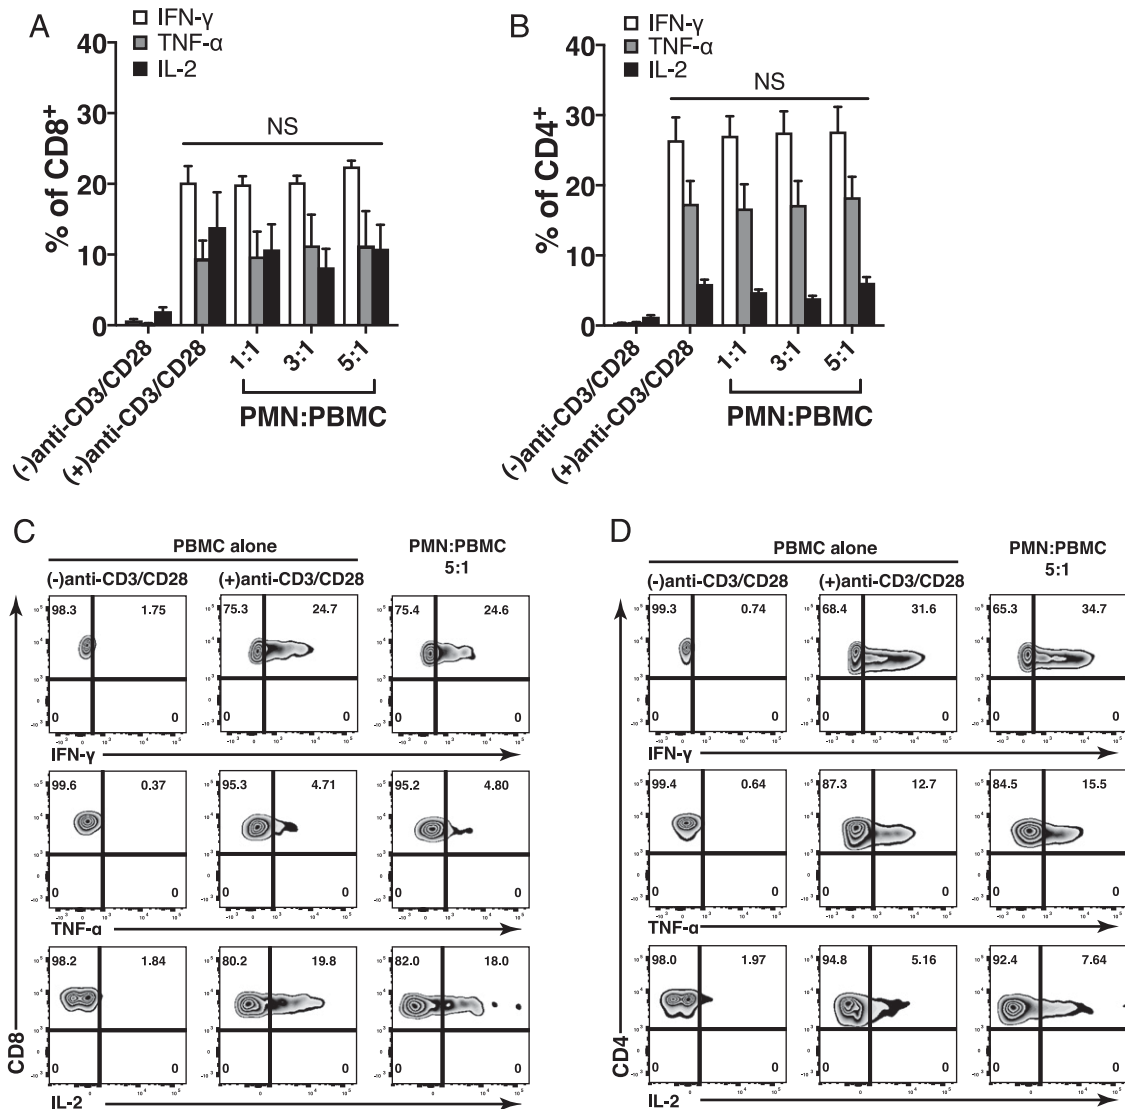 A
IFN-γ
TNF-α
IL-2
40
30
20
10
0
% of CD8+
NS
(-)anti-CD3/CD28
(+)anti-CD3/CD28
1:1
3:1
5:1
PMN:PBMC
B
IFN-γ
TNF-α
IL-2
40
30
20
10
0
% of CD4+
NS
(-)anti-CD3/CD28
(+)anti-CD3/CD28
1:1
3:1
5:1
PMN:PBMC
C
PBMC alone
PMN:PBMC
5:1
(-)anti-CD3/CD28
(+)anti-CD3/CD28
98.3 1.75
0 0
75.3 24.7
0 0
75.4 24.6
0 0
IFN-γ
99.6 0.37
0 0
95.3 4.71
0 0
95.2 4.80
0 0
TNF-α
98.2 1.84
0 0
80.2 19.8
0 0
82.0 18.0
0 0
IL-2
CD8
D
PBMC alone
PMN:PBMC
5:1
(-)anti-CD3/CD28
(+)anti-CD3/CD28
99.3 0.74
0 0
68.4 31.6
0 0
65.3 34.7
0 0
IFN-γ
99.4 0.64
0 0
87.3 12.7
0 0
84.5 15.5
0 0
TNF-α
98.0 1.97
0 0
94.8 5.16
0 0
92.4 7.64
0 0
IL-2
CD4